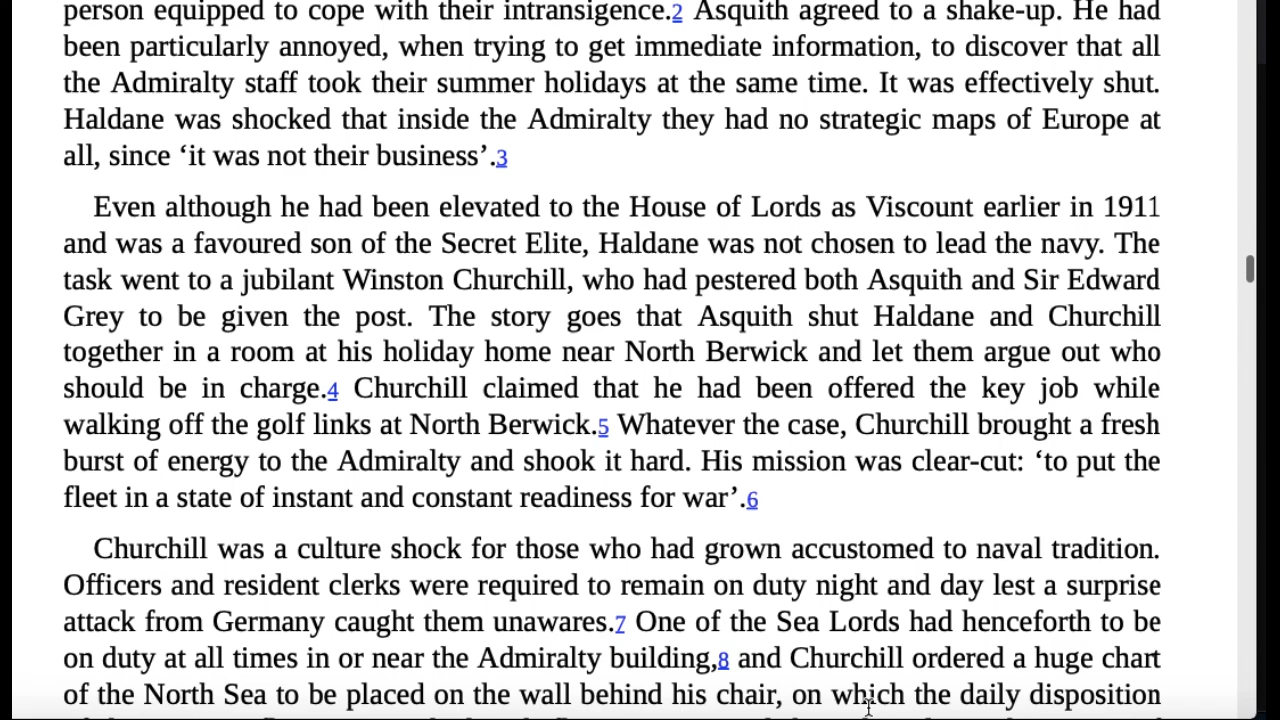 person equipped to cope with their intransigence.2 Asquith agreed to a shake-up. He had
been particularly annoyed, when trying to get immediate information, to discover that all
the Admiralty staff took their summer holidays at the same time. It was effectively shut.
Haldane was shocked that inside the Admiralty they had no strategic maps of Europe at
all, since ‘it was not their business’.3
Even although he had been elevated to the House of Lords as Viscount earlier in 1911
and was a favoured son of the Secret Elite, Haldane was not chosen to lead the navy. The
task went to a jubilant Winston Churchill, who had pestered both Asquith and Sir Edward
Grey to be given the post. The story goes that Asquith shut Haldane and Churchill
together in a room at his holiday home near North Berwick and let them argue out who
should be in charge.4 Churchill claimed that he had been offered the key job while
walking off the golf links at North Berwick.5 Whatever the case, Churchill brought a fresh
burst of energy to the Admiralty and shook it hard. His mission was clear-cut: ‘to put the
fleet in a state of instant and constant readiness for war’.6
Churchill was a culture shock for those who had grown accustomed to naval tradition.
Officers and resident clerks were required to remain on duty night and day lest a surprise
attack from Germany caught them unawares.7 One of the Sea Lords had henceforth to be
on duty at all times in or near the Admiralty building,8 and Churchill ordered a huge chart
of the North Sea to be placed on the wall behind his chair, on which the daily disposition